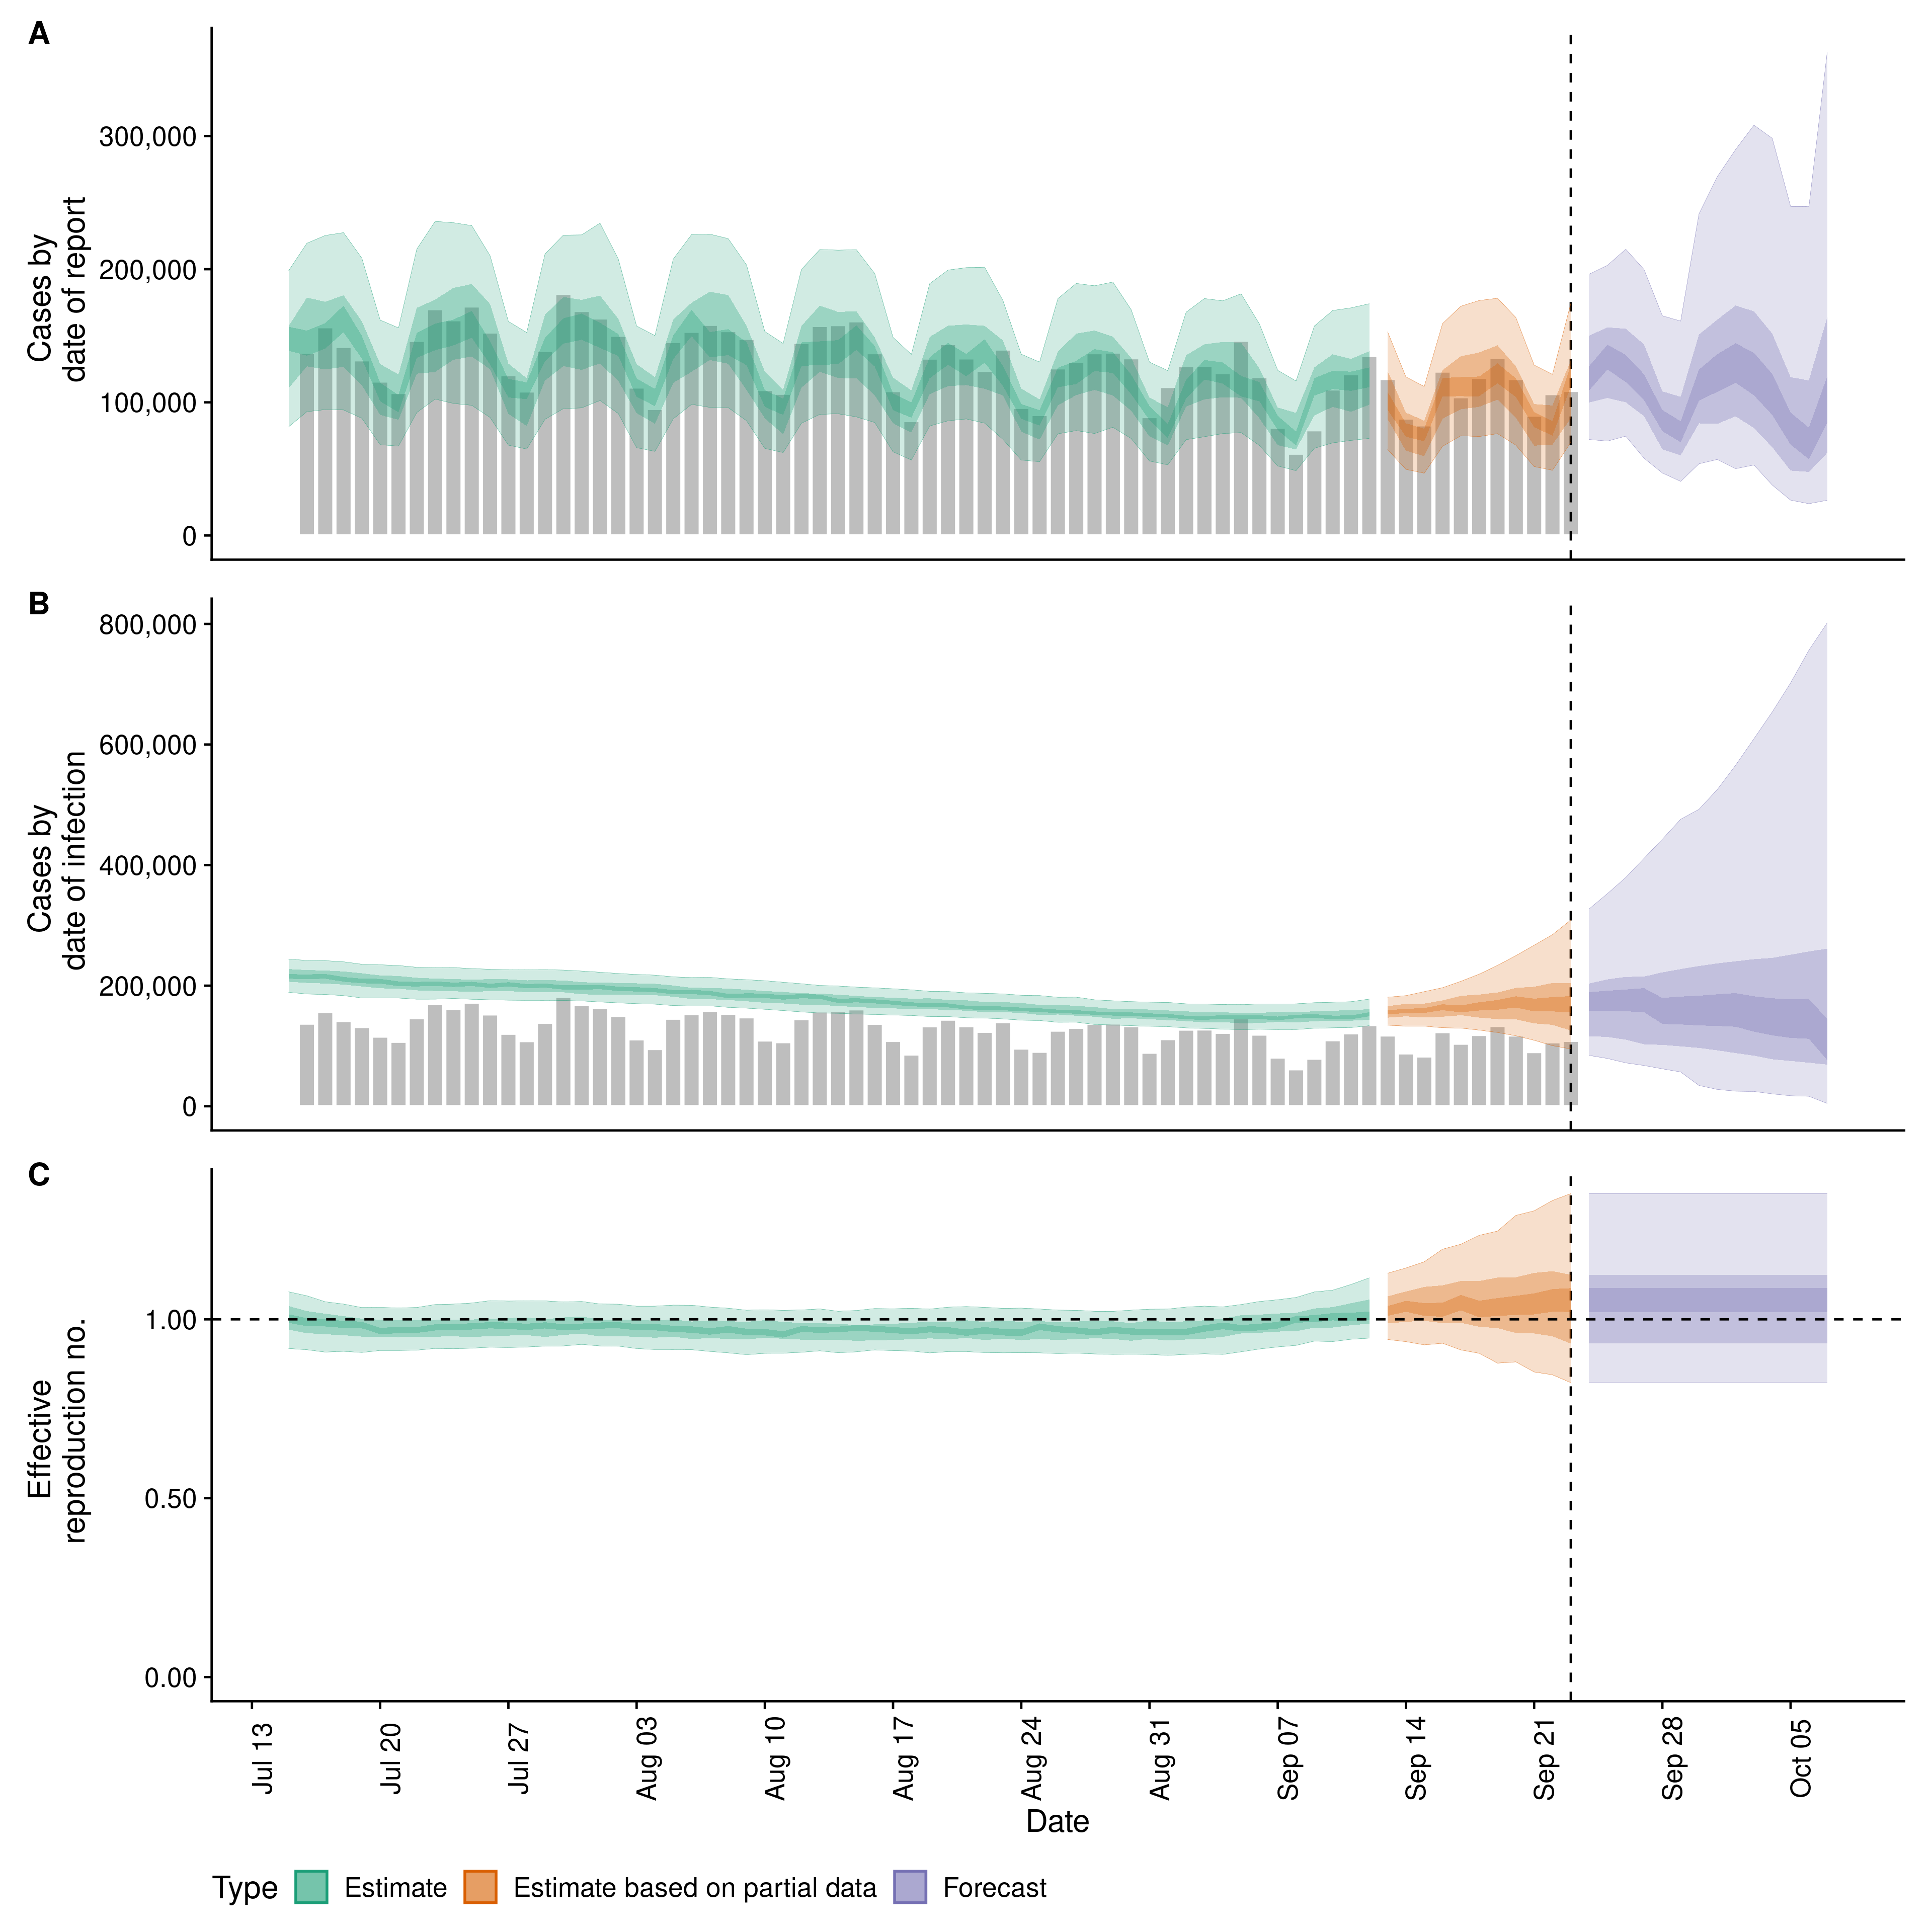 A
Cases by
date of report
300,000
200,000
100,000
0
B
Cases by
date of infection
800,000
600,000
400,000
200,000
0
C
Effective
reproduction no.
1.00
0.50
0.00
Jul 13
Jul 20
Jul 27
Aug 03
Aug 10
Aug 17
Aug 24
Aug 31
Sep 07
Sep 14
Sep 21
Sep 28
Oct 05
Date
Type
Estimate
Estimate based on partial data
Forecast